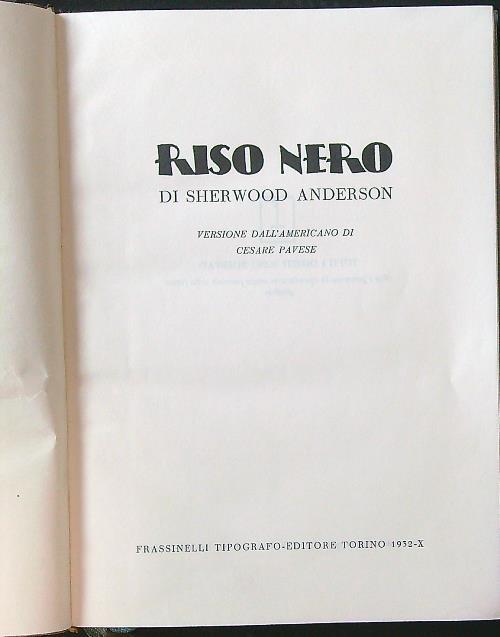 RISO NERO
DI SHERWOOD ANDERSON
VERSIONE DALL'AMERICANO DI
CESARE PAVESE
FRASSINELLI TIPOGRAFO-EDITORE TORINO 1932-X